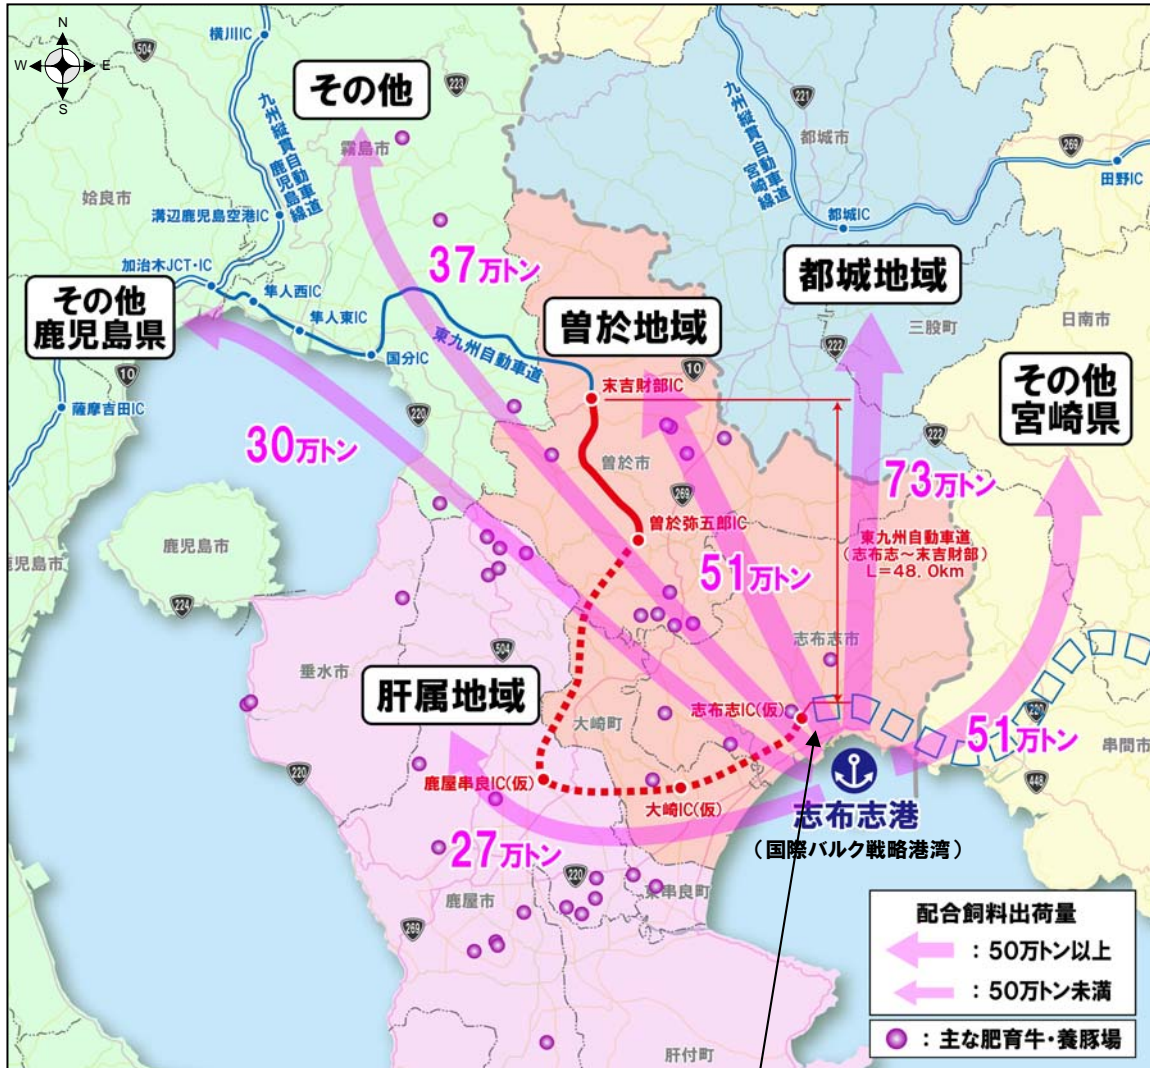 N
W
E
S
504
横川IC
九州縦貫自動車道
鹿児島線
その他
223
霧島市
姶良市
溝辺鹿児島空港IC
加治木JCT・IC
隼人西IC
隼人東IC
国分IC
東九州自動車道
37万トン
九州縦貫自動車道
宮崎線
221
都城市
269
田野IC
都城IC
都城地域
三股町
日南市
222
222
その他
宮崎県
その他
鹿児島県
10
薩摩吉田IC
曽於地域
10
末吉財部IC
220
30万トン
曽於市
269
曽於弥五郎IC
73万トン
東九州自動車道
(志布志~末吉財部)
L=48.0km
51万トン
鹿児島市
鹿児島市
224
垂水市
504
肝属地域
大崎町
志布志市
志布志IC(仮)
220
51万トン
串間市
448
220
鹿屋串良IC(仮)
大崎IC(仮)
志布志港
(国際バルク戦略港湾)
27万トン
220
東串良町
鹿屋市
269
肝付町
配合飼料出荷量
:50万トン以上
:50万トン未満
:主な肥育牛・養豚場